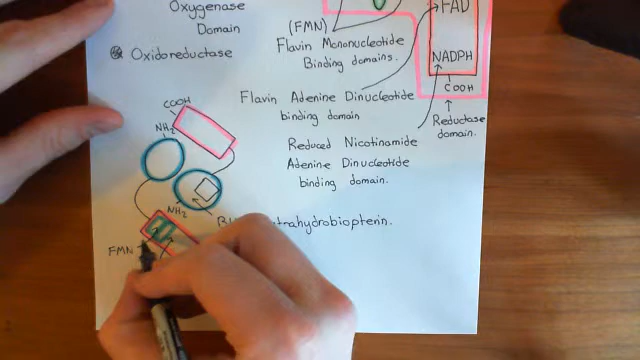 Oxygenase
Domain
Oxidoreductase
(FMN)
Flavin Mononucleotide
Binding domains.
FAD
NADPH
COOH
Reductase
domain.
Flavin Adenine Dinucleotide
binding domain
Reduced Nicotinamide
Adenine Dinucleotide
binding domain.
COOH
NH2
NH2
trahydrobiopterin.
FMN